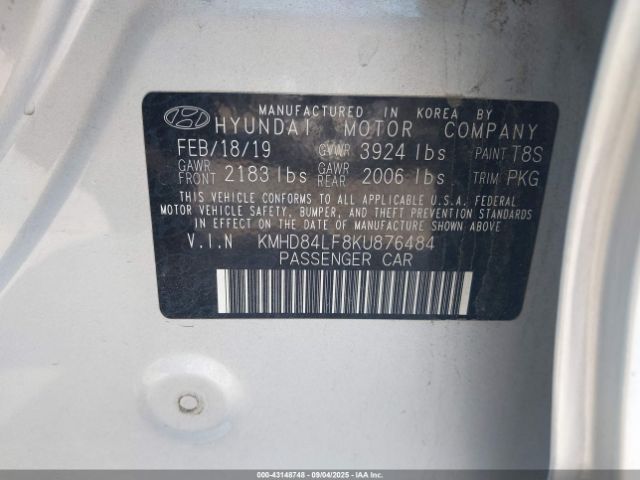 MANUFACTURED IN KOREA BY
HYUNDAI MOTOR COMPANY
FEB/18/19 GVWR 3924 lbs PAINT T8S
GAWR FRONT 2183 lbs GAWR REAR 2006 lbs TRIM PKG
THIS VEHICLE CONFORMS TO ALL APPLICABLE U.S.A. FEDERAL
MOTOR VEHICLE SAFETY, BUMPER, AND THEFT PREVENTION STANDARDS
IN EFFECT ON THE DATE OF MANUFACTURE SHOWN ABOVE.
V.I.N KMHD84LF8KU876484
PASSENGER CAR
000-43148748 - 09/04/2025 - IAAI.COM